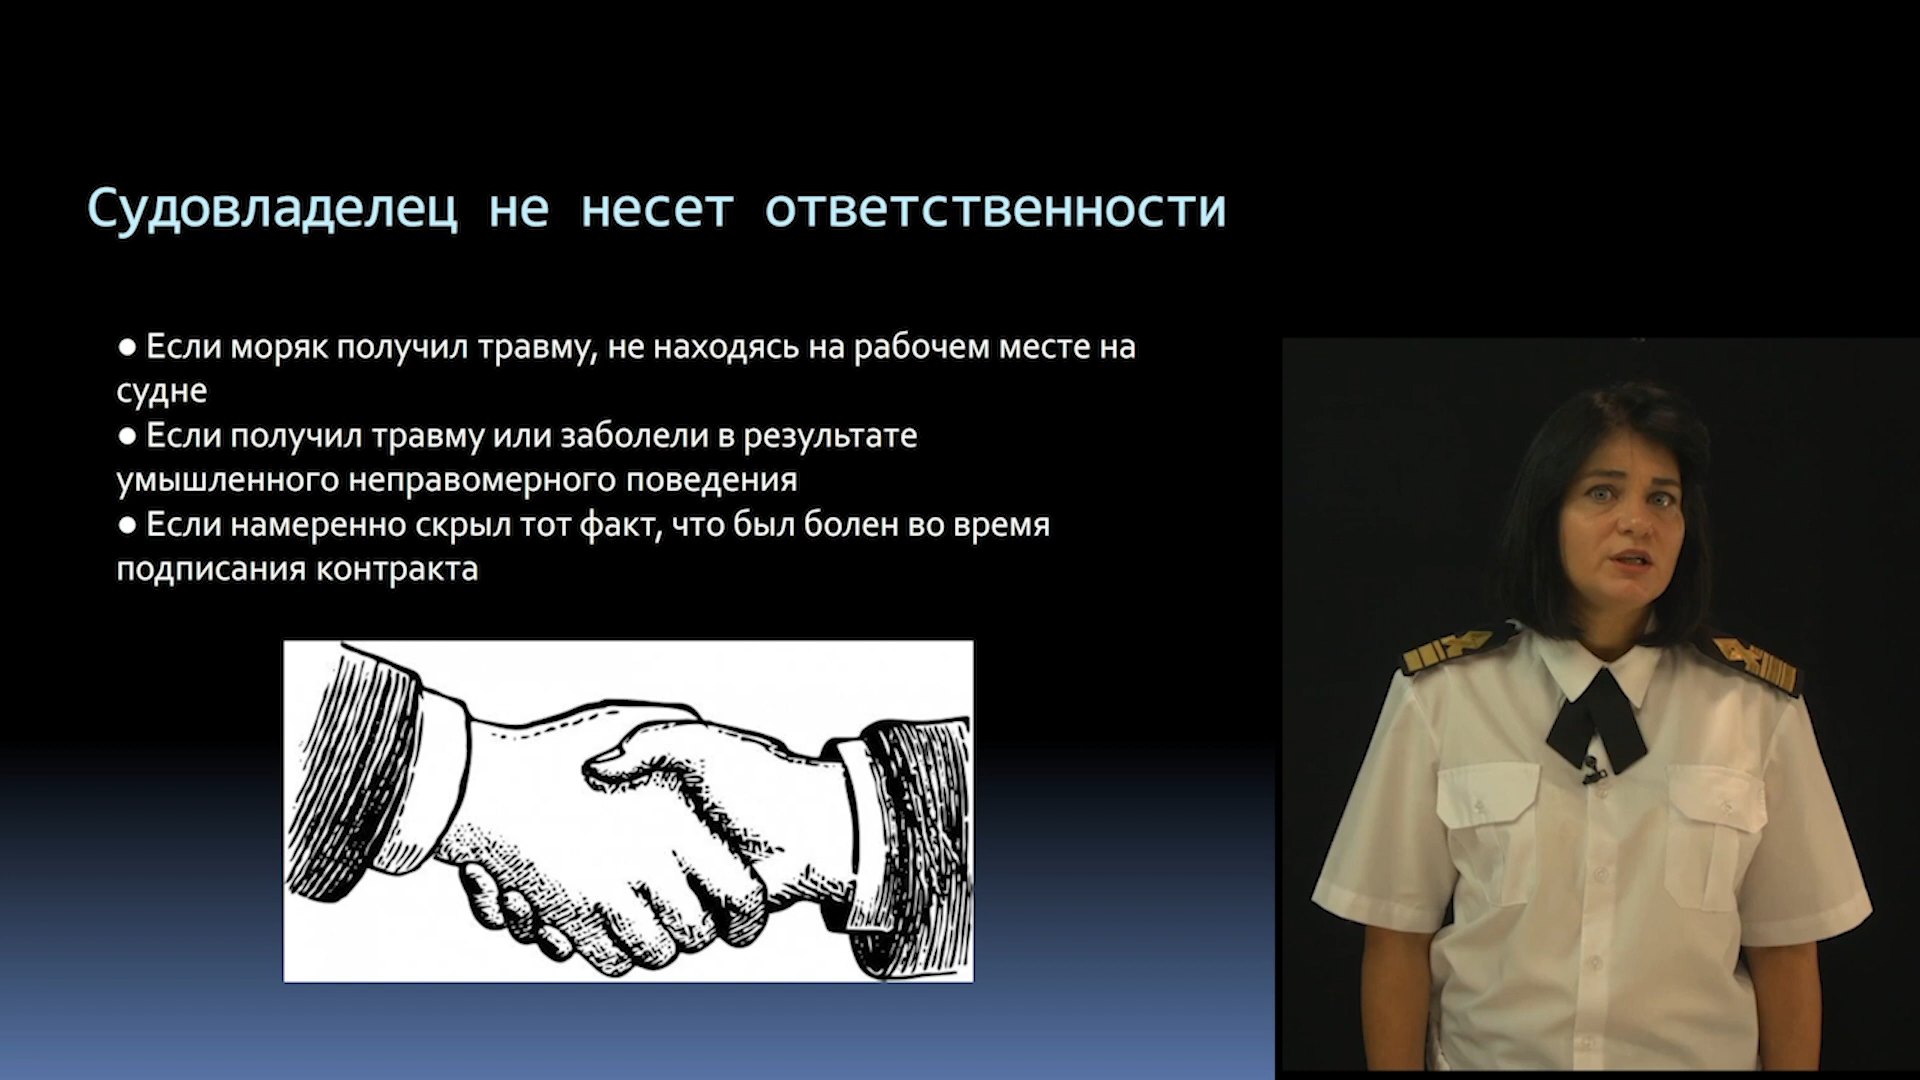 Судовладелец не несет ответственности
● Если моряк получил травму, не находясь на рабочем месте на
судне
● Если получил травму или заболели в результате
умышленного неправомерного поведения
● Если намеренно скрыл тот факт, что был болен во время
подписания контракта